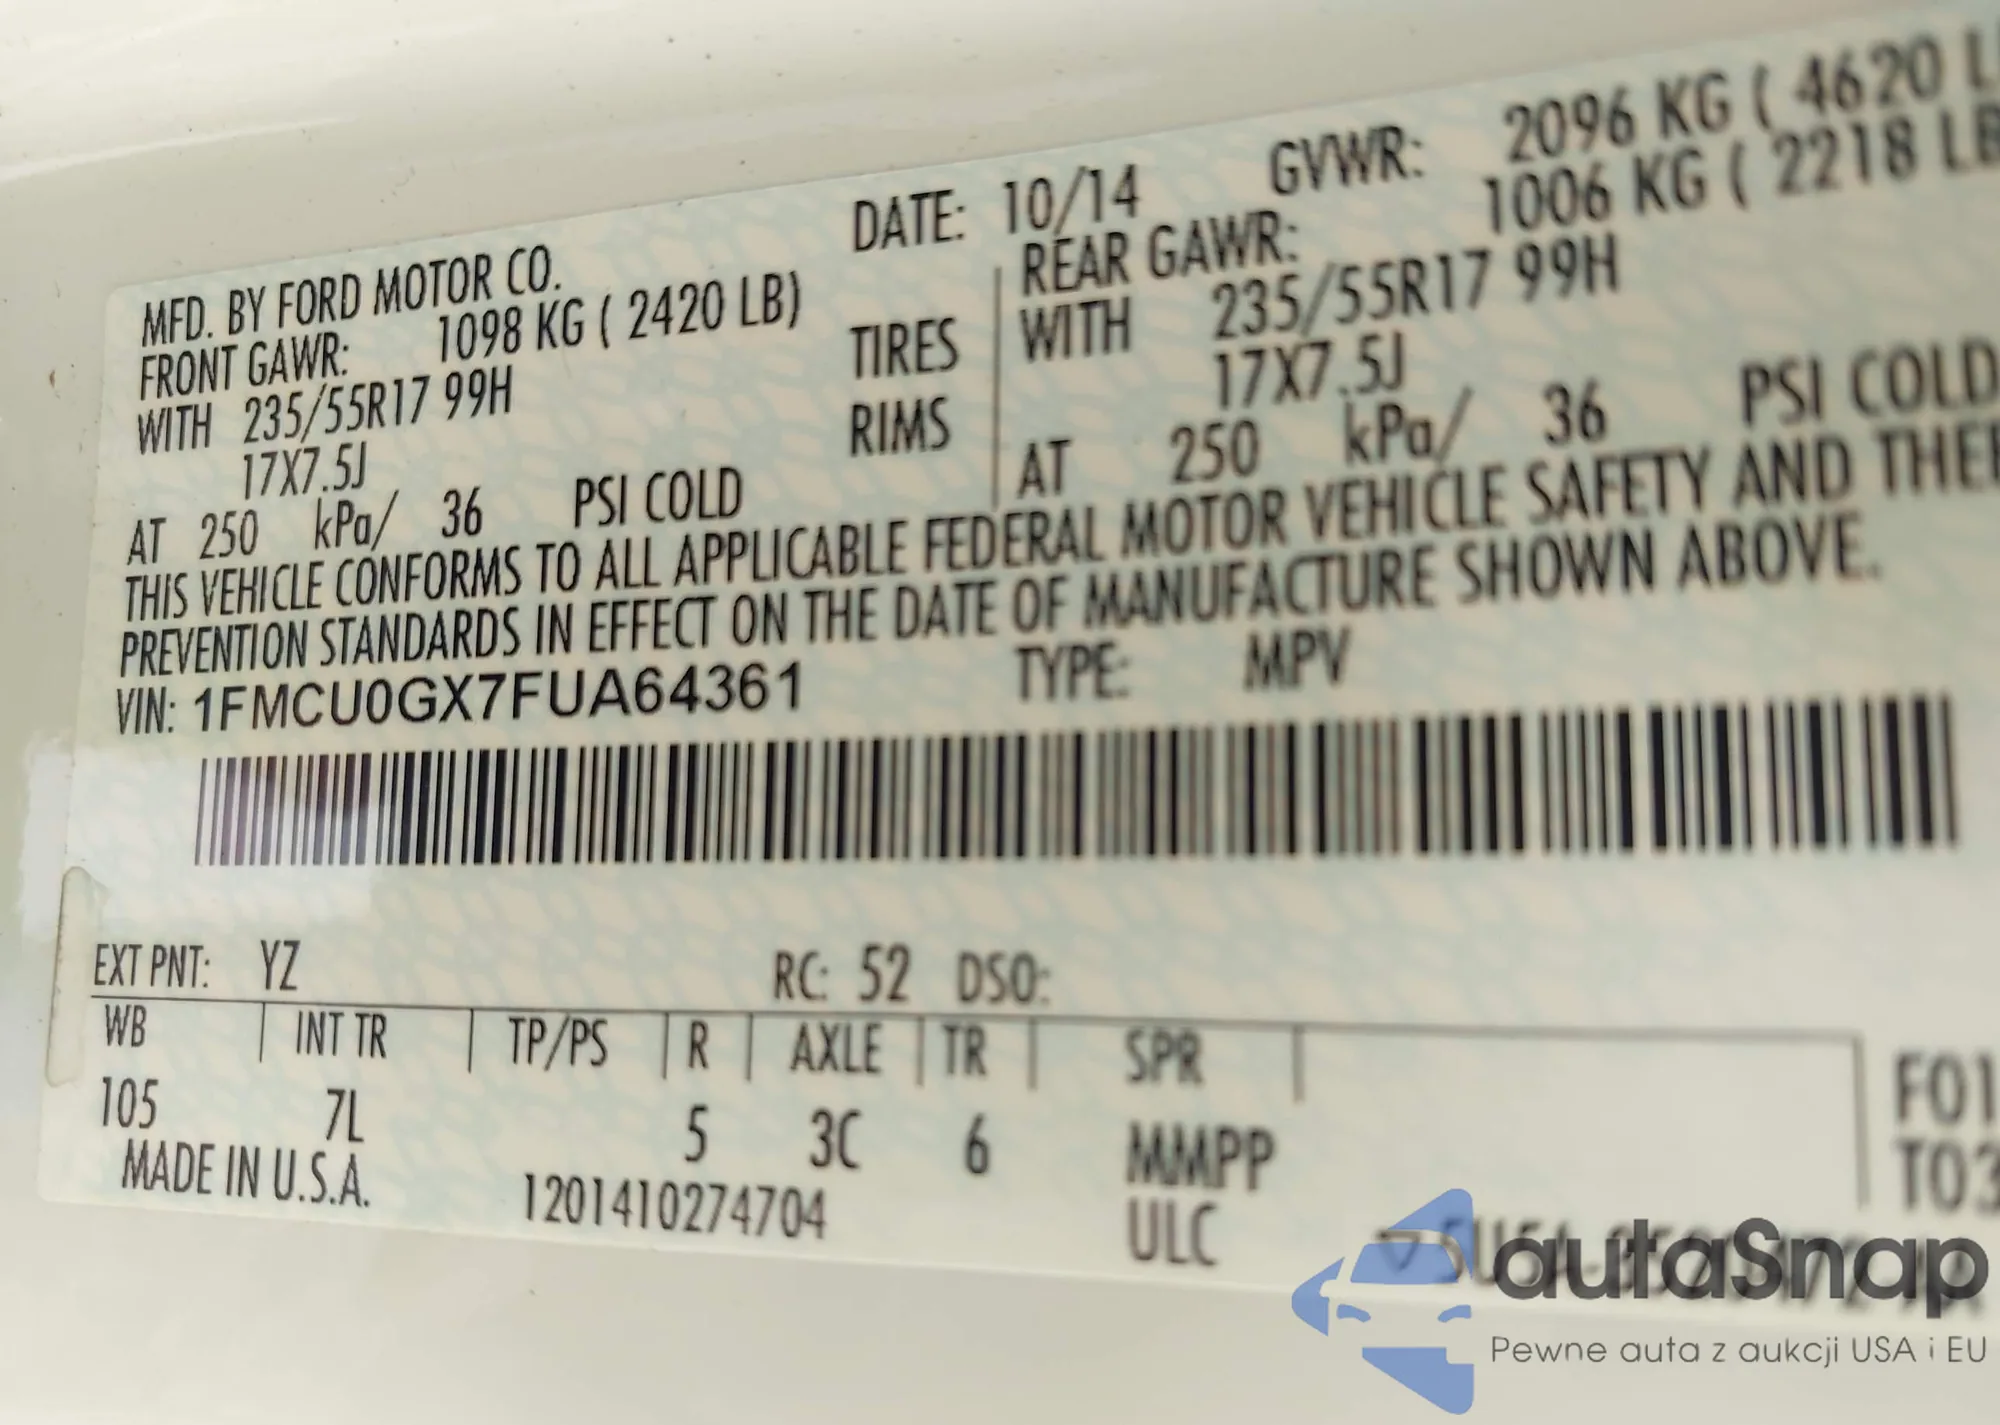 DATE: 10/14 GVWR: 2096 KG ( 4620
MFD. BY FORD MOTOR CO.
FRONT GAWR: 1098 KG ( 2420 LB) REAR GAWR: 1006 KG ( 2218 LB
WITH 235/55R17 99H TIRES WITH 235/55R17 99H
17X7.5J RIMS 17X7.5J
AT 250 kPa/ 36 PSI COLD AT 250 kPa/ 36 PSI COLD
THIS VEHICLE CONFORMS TO ALL APPLICABLE FEDERAL MOTOR VEHICLE SAFETY AND
PREVENTION STANDARDS IN EFFECT ON THE DATE OF MANUFACTURE SHOWN ABOVE.
VIN: 1FMCU0GX7FUA64361 TYPE: MPV
EXT PNT: YZ RC: 52 DSO:
WB INT TR TP/PS R AXLE TR SPR
105 7L 5 3C 6 MMPP
F01
T03
MADE IN U.S.A. 1201410274704 ULC
autoSnap
Pewne auta z aukcji USA i EU